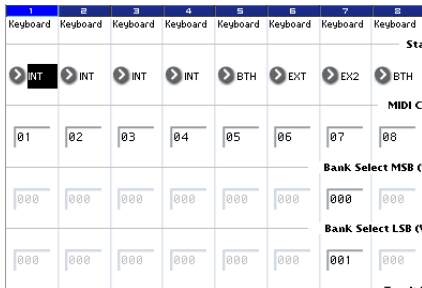 1 2 3 4 5 6 7 8
Keyboard Keyboard Keyboard Keyboard Keyboard Keyboard Keyboard Keyboard
Sta
INT INT INT INT BTH EXT EX2 BTH
MIDI C
01 02 03 04 05 06 07 08
Bank Select MSB (
000 000 000 000 000 000 000 000
Bank Select LSB (
000 000 000 000 000 000 001 000